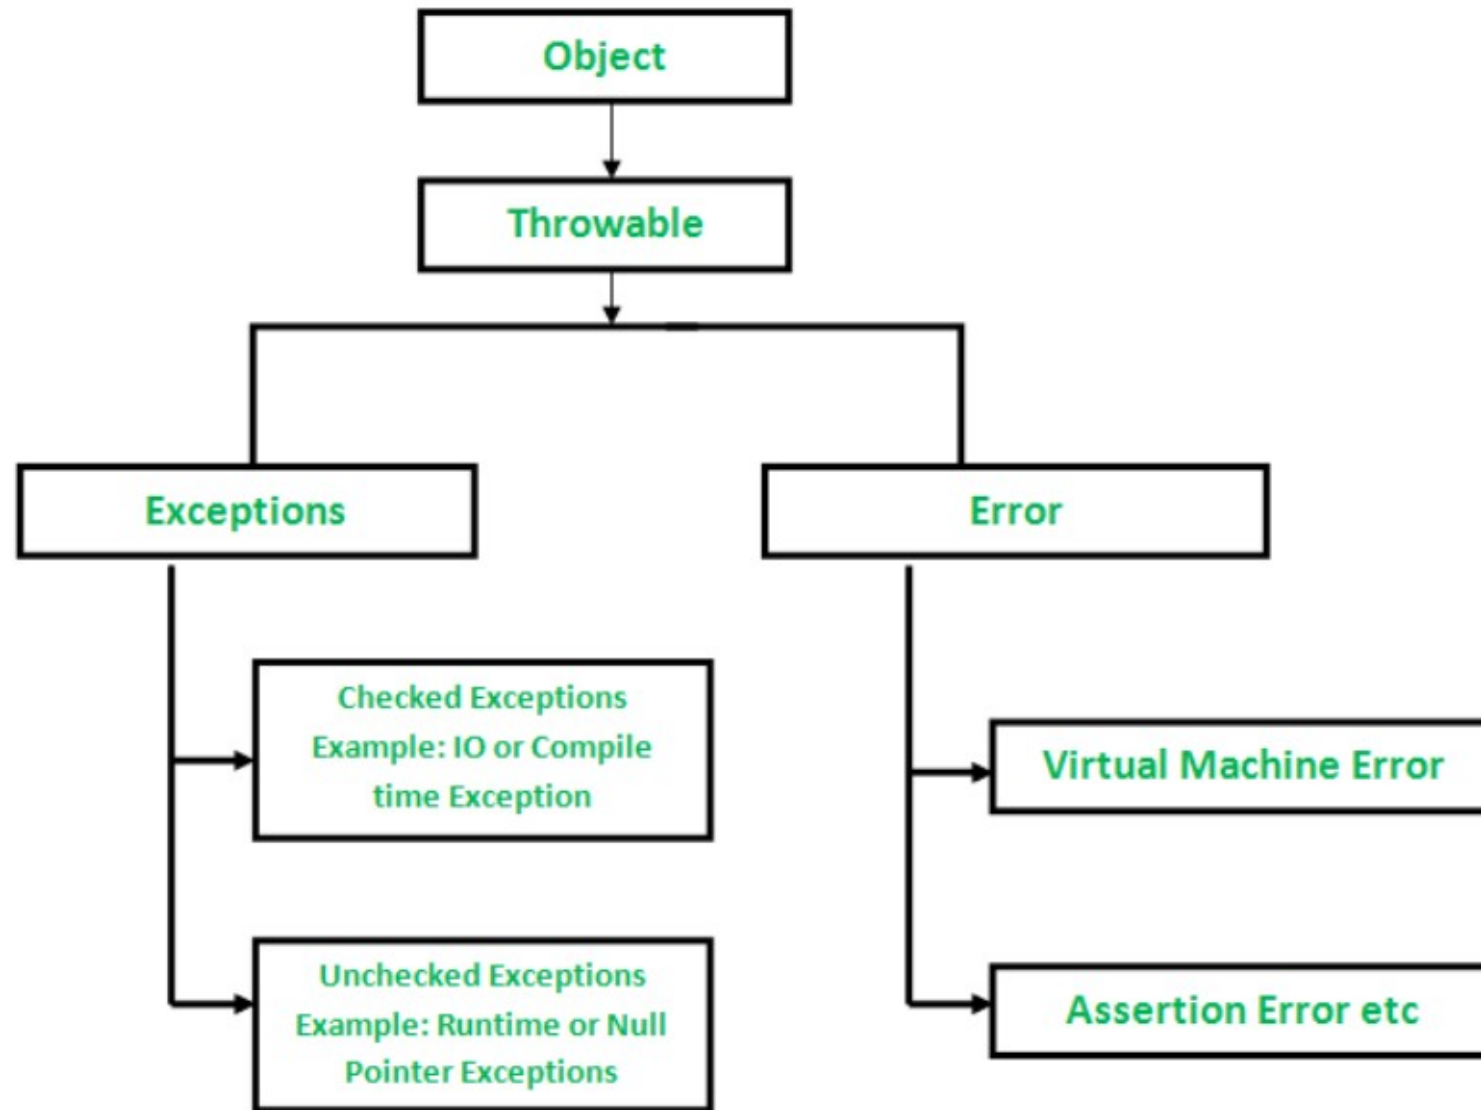 Object
Throwable
Exceptions
Error
Checked Exceptions
Example: IO or Compile
time Exception
Virtual Machine Error
Unchecked Exceptions
Example: Runtime or Null
Pointer Exceptions
Assertion Error etc